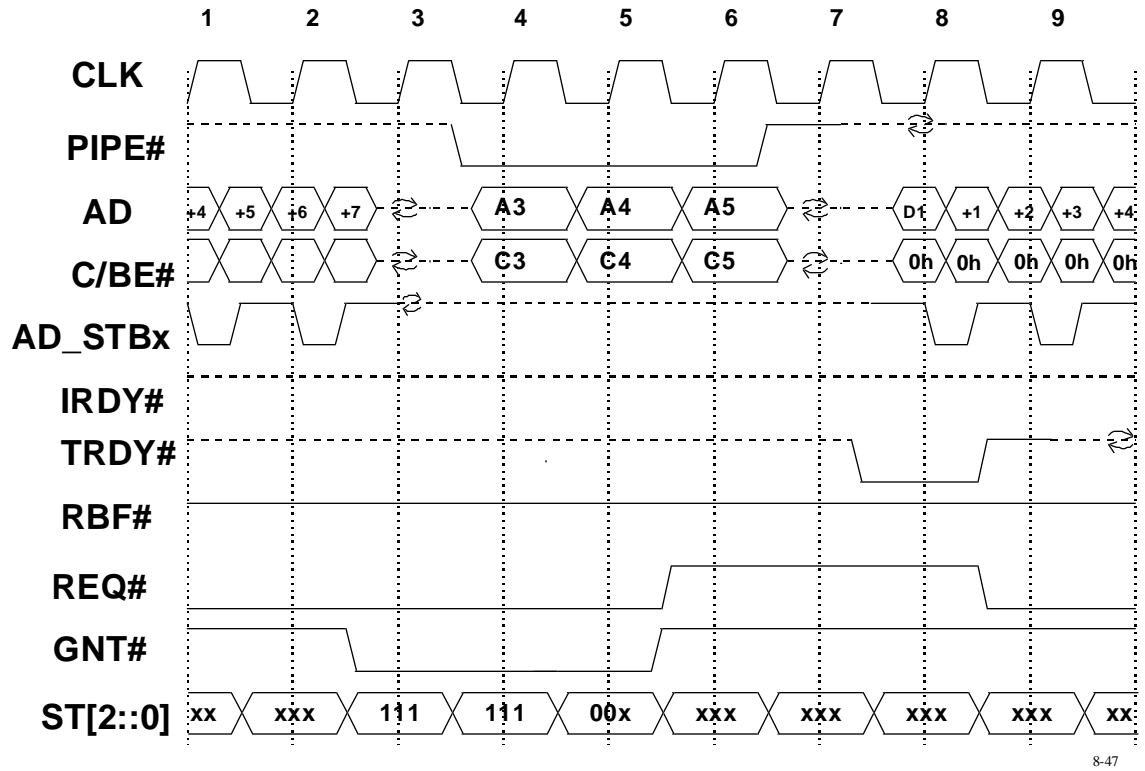 1 2 3 4 5 6 7 8 9
CLK
PIPE#
AD +4 +5 +6 +7 A3 A4 A5 D1 +1 +2 +3 +4
C/BE# C3 C4 C5 0h 0h 0h 0h 0h
AD_STBx
IRDY#
TRDY#
RBF#
REQ#
GNT#
ST[2::0] xx xxx 111 111 00x xxx xxx xxx xxx xx
8-47